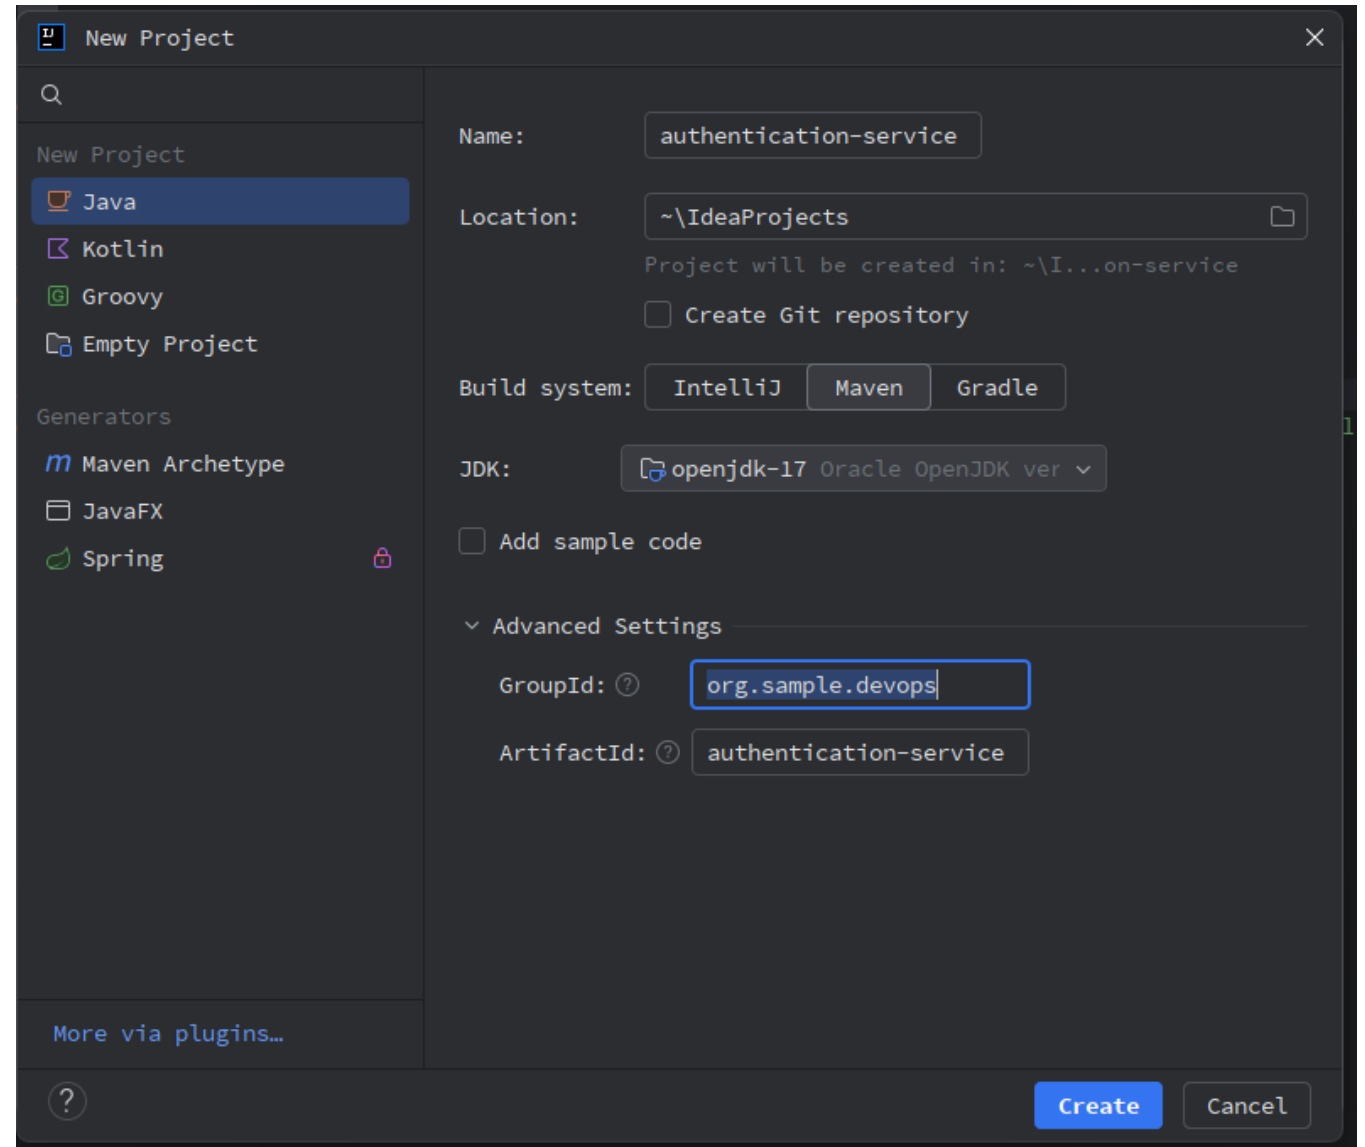 New Project
New Project
Java
Kotlin
Groovy
Empty Project
Generators
Maven Archetype
JavaFX
Spring
More via plugins…
Name: authentication-service
Location: ~\IdeaProjects
Project will be created in: ~\I...on-service
Create Git repository
Build system: IntelliJ Maven Gradle
JDK: openjdk-17 Oracle OpenJDK ver
Add sample code
Advanced Settings
GroupId: ? org.sample.devops
ArtifactId: ? authentication-service
? Create Cancel